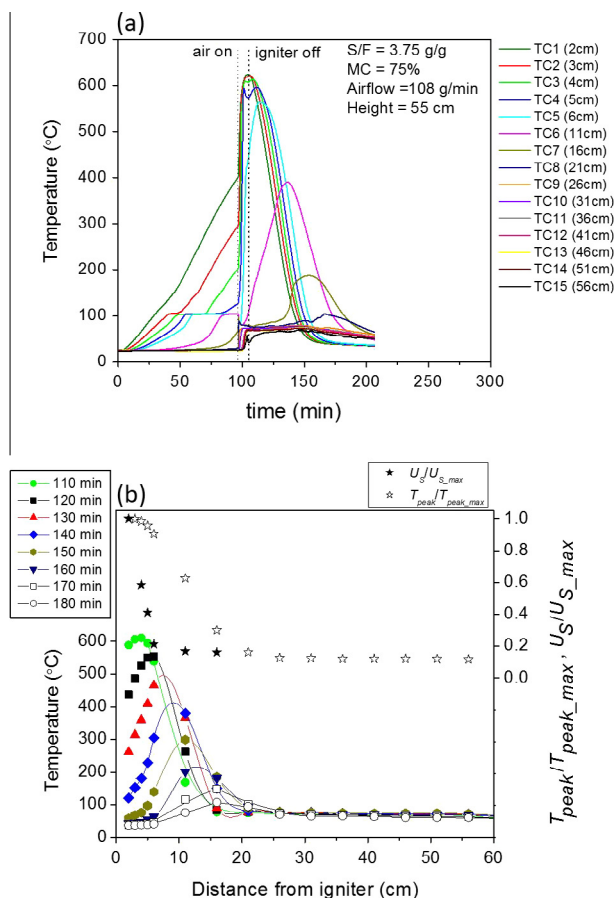 (a)
air on
igniter off
S/F = 3.75 g/g
MC = 75%
Airflow =108 g/min
Height = 55 cm
700
600
500
400
300
200
100
0
Temperature (°C)
0 50 100 150 200 250 300
time (min)
TC1 (2cm)
TC2 (3cm)
TC3 (4cm)
TC4 (5cm)
TC5 (6cm)
TC6 (11cm)
TC7 (16cm)
TC8 (21cm)
TC9 (26cm)
TC10 (31cm)
TC11 (36cm)
TC12 (41cm)
TC13 (46cm)
TC14 (51cm)
TC15 (56cm)
110 min
120 min
130 min
140 min
150 min
160 min
170 min
180 min
(b)
U_S/U_S_max
T_peak/T_peak_max
600
500
400
300
200
100
0
Temperature (°C)
1.0
0.8
0.6
0.4
0.2
0.0
T_peak/T_peak_max, U_S/U_S_max
0 10 20 30 40 50 60
Distance from igniter (cm)